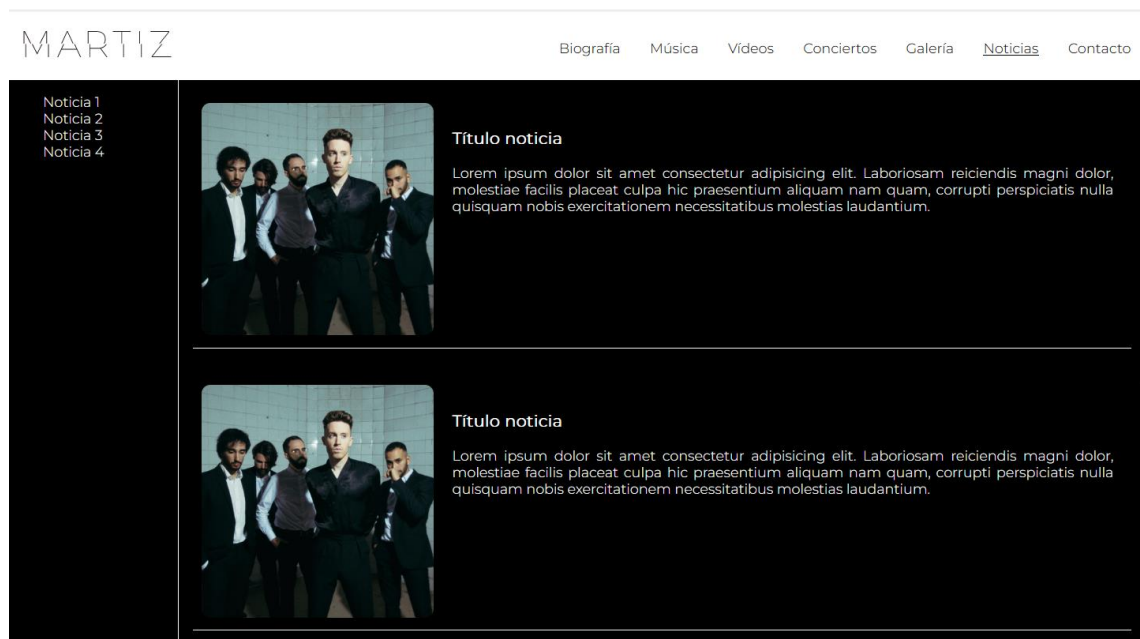 MARTIZ
Biografía Música Vídeos Conciertos Galería Noticias Contacto
Noticia 1
Noticia 2
Noticia 3
Noticia 4
Título noticia
Lorem ipsum dolor sit amet consectetur adipisicing elit. Laboriosam reiciendis magni dolor,
molestiae facilis placeat culpa hic praesentium aliquam nam quam, corrupti perspiciatis nulla
quisquam nobis exercitationem necessitatibus molestias laudantium.
Título noticia
Lorem ipsum dolor sit amet consectetur adipisicing elit. Laboriosam reiciendis magni dolor,
molestiae facilis placeat culpa hic praesentium aliquam nam quam, corrupti perspiciatis nulla
quisquam nobis exercitationem necessitatibus molestias laudantium.